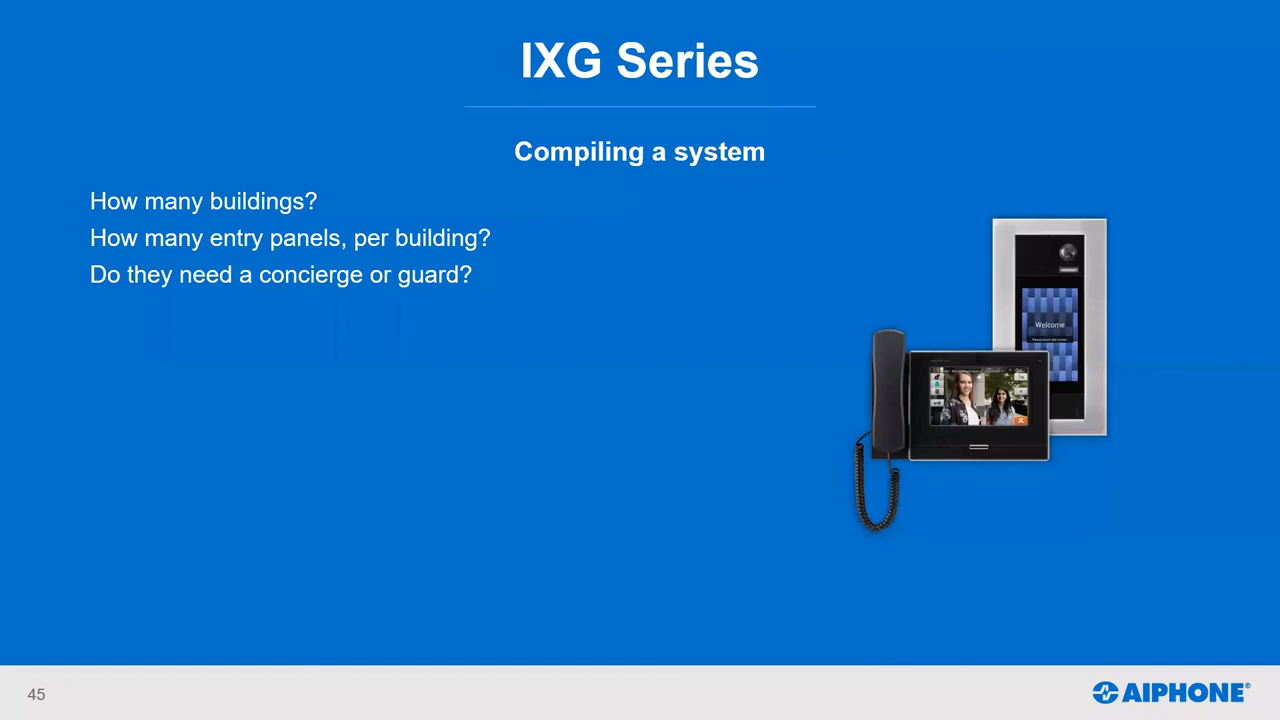 IXG Series
Compiling a system
How many buildings?
How many entry panels, per building?
Do they need a concierge or guard?
Welcome
45
AIPHONE®